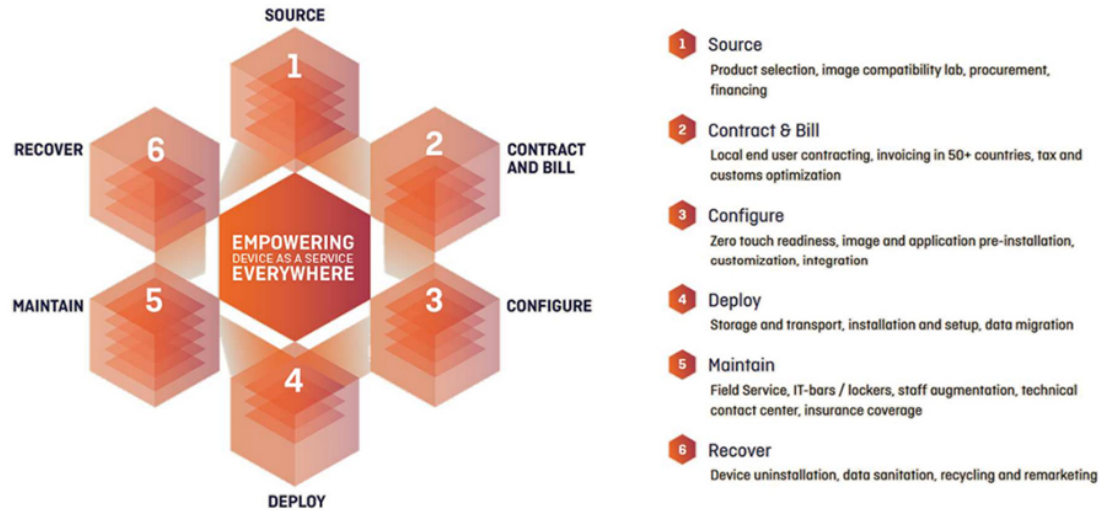 SOURCE
1
6
2
RECOVER
CONTRACT
AND BILL
EMPOWERING
DEVICE AS A SERVICE
EVERYWHERE
MAINTAIN
5
3
CONFIGURE
4
DEPLOY
1 Source
Product selection, image compatibility lab, procurement,
financing
2 Contract & Bill
Local end user contracting, invoicing in 50+ countries, tax and
customs optimization
3 Configure
Zero touch readiness, image and application pre-installation,
customization, integration
4 Deploy
Storage and transport, installation and setup, data migration
5 Maintain
Field Service, IT-bars / lockers, staff augmentation, technical
contact center, insurance coverage
6 Recover
Device uninstallation, data sanitation, recycling and remarketing